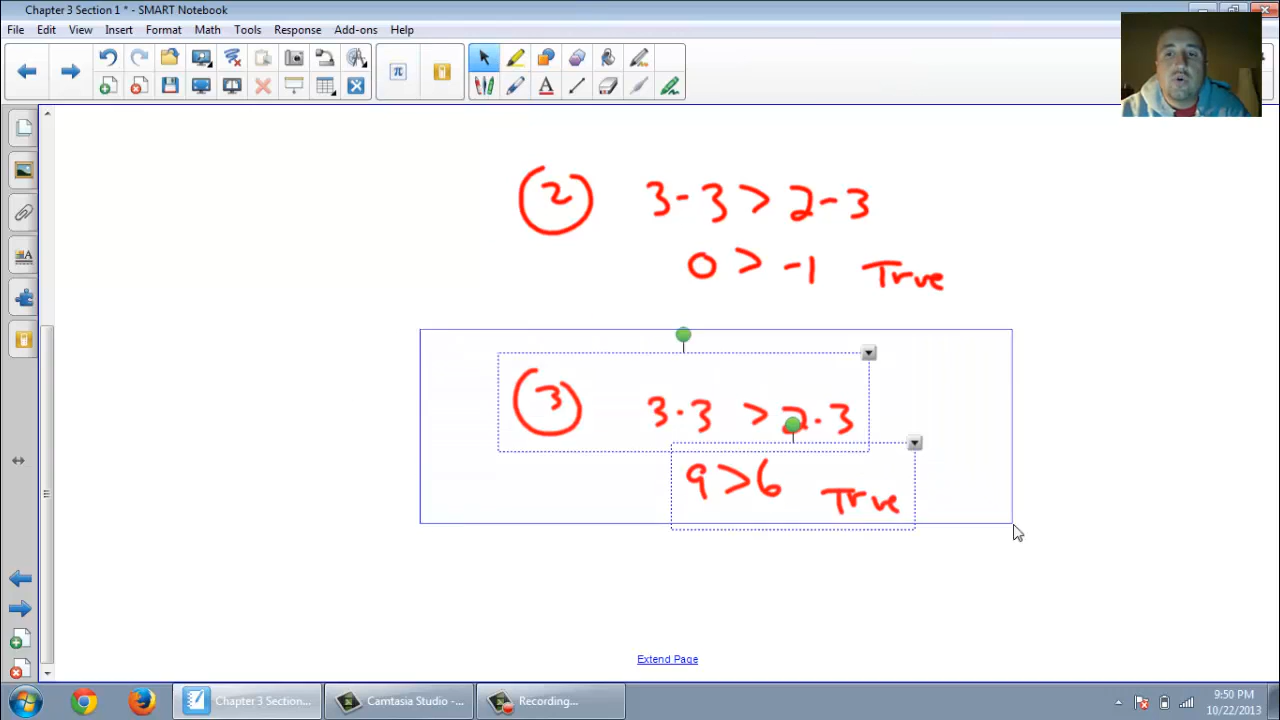 Chapter 3 Section 1 * - SMART Notebook
File Edit View Insert Format Math Tools Response Add-ons Help
π
A
② 3 - 3 > 2 - 3
0 > -1 True
③ 3 · 3 > 2 · 3
9 > 6 True
Extend Page
Chapter 3 Section... Camtasia Studio -... Recording...
9:50 PM
10/22/2013